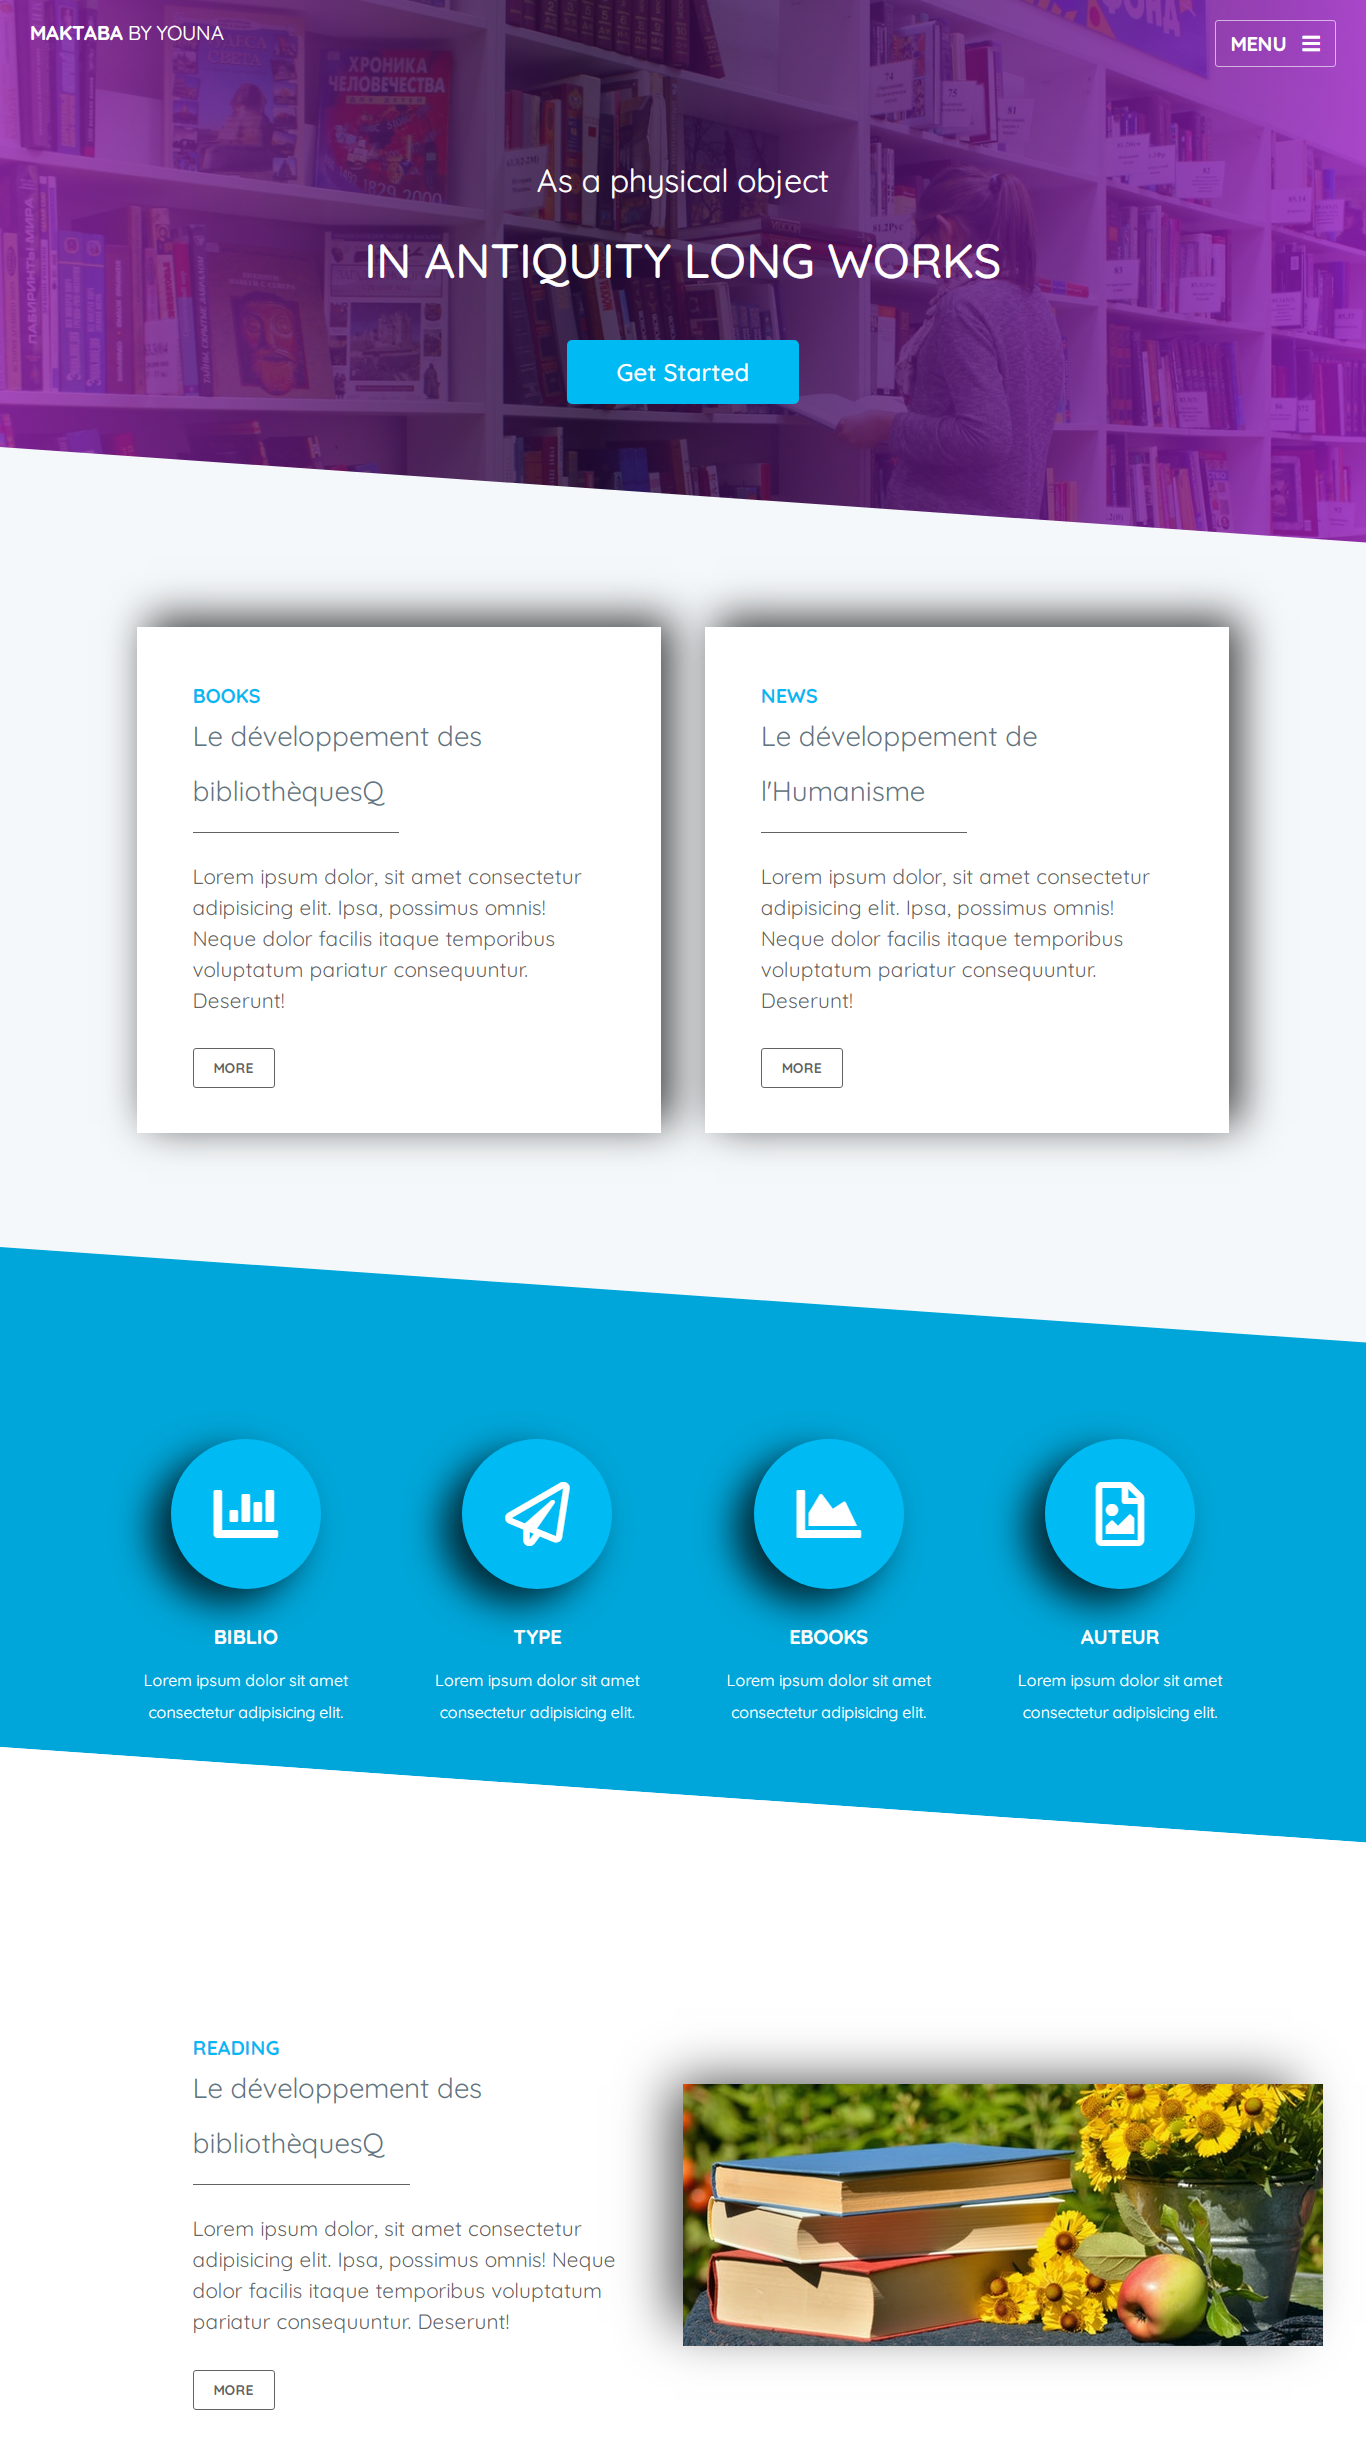 MAKTABA BY YOUNA
MENU
ХРОНИКА
ЧЕЛОВЕЧЕСТВА
As a physical object
IN ANTIQUITY LONG WORKS
Get Started
BOOKS
Le développement des
bibliothèquesQ
Lorem ipsum dolor, sit amet consectetur
adipisicing elit. Ipsa, possimus omnis!
Neque dolor facilis itaque temporibus
voluptatum pariatur consequuntur.
Deserunt!
MORE
NEWS
Le développement de
l'Humanisme
Lorem ipsum dolor, sit amet consectetur
adipisicing elit. Ipsa, possimus omnis!
Neque dolor facilis itaque temporibus
voluptatum pariatur consequuntur.
Deserunt!
MORE
BIBLIO
Lorem ipsum dolor sit amet
consectetur adipisicing elit.
TYPE
Lorem ipsum dolor sit amet
consectetur adipisicing elit.
EBOOKS
Lorem ipsum dolor sit amet
consectetur adipisicing elit.
AUTEUR
Lorem ipsum dolor sit amet
consectetur adipisicing elit.
READING
Le développement des
bibliothèquesQ
Lorem ipsum dolor, sit amet consectetur
adipisicing elit. Ipsa, possimus omnis! Neque
dolor facilis itaque temporibus voluptatum
pariatur consequuntur. Deserunt!
MORE